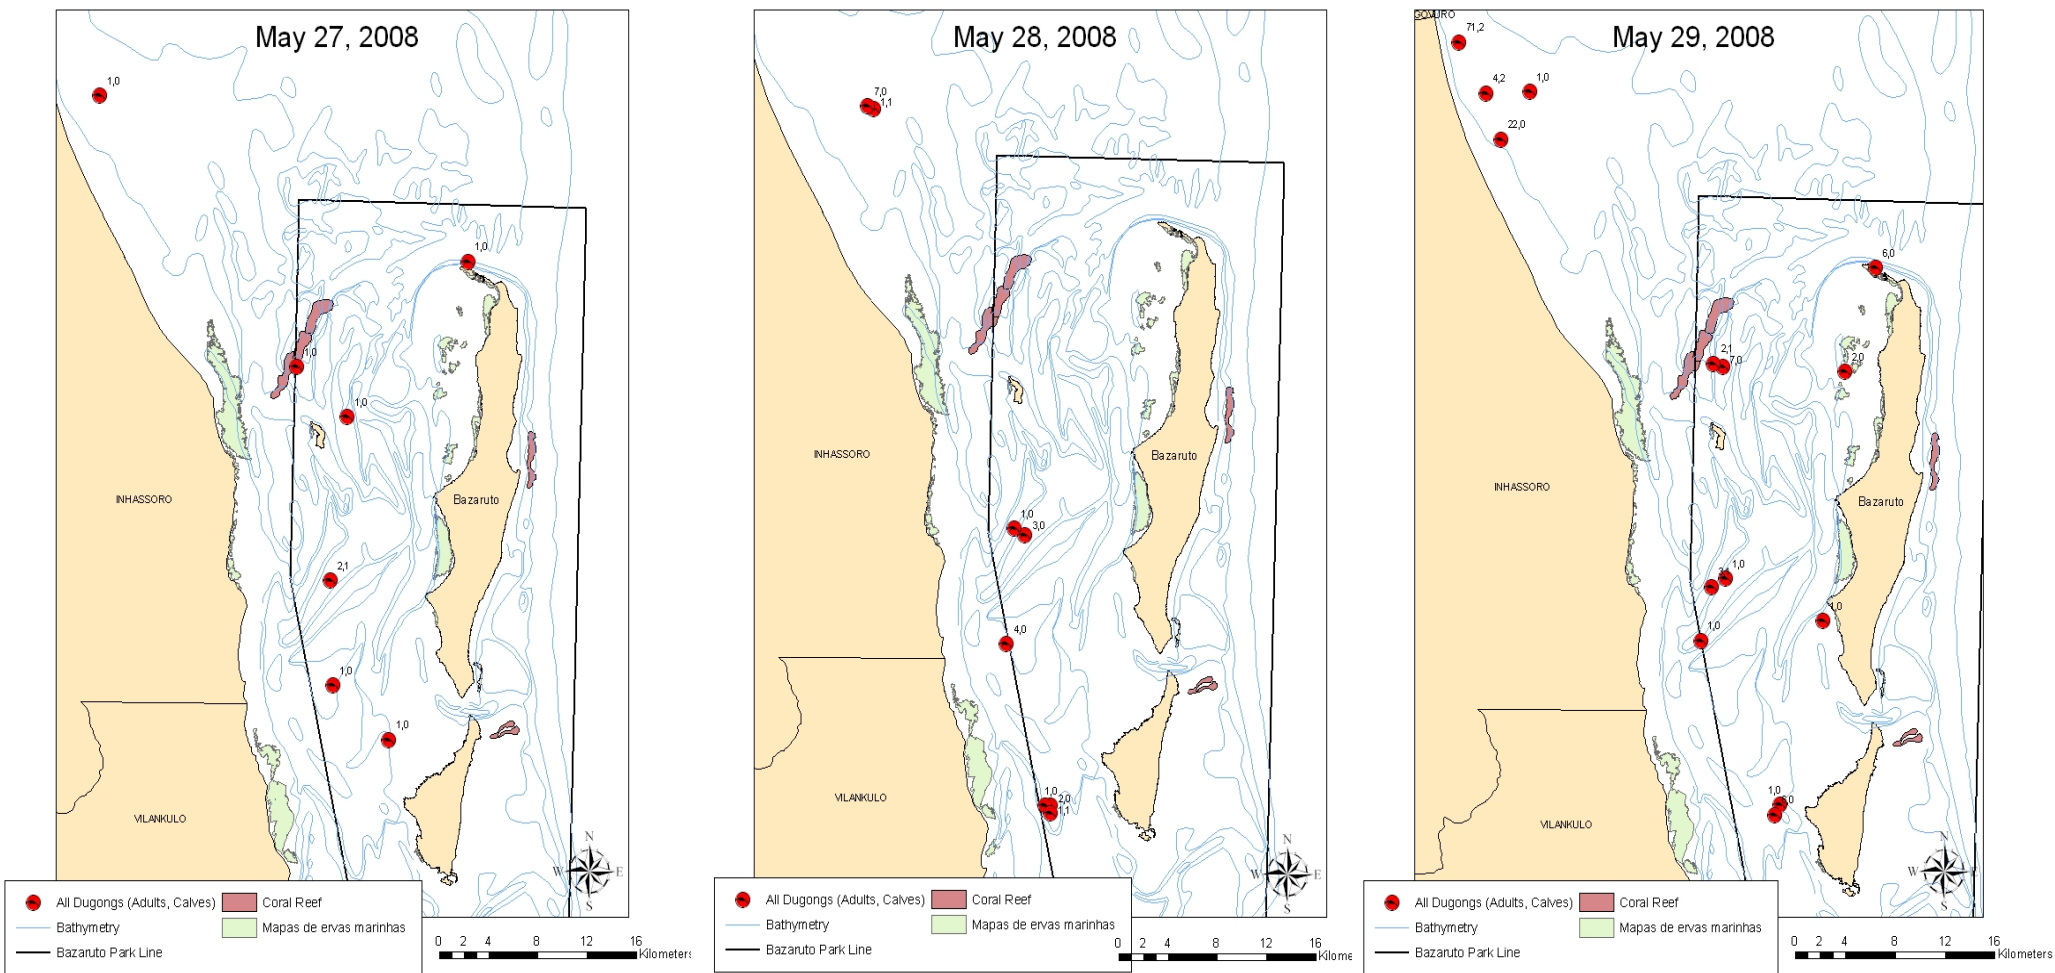 May 27, 2008
1,0
1,0
1,0
1,0
INHASSORO
Bazaruto
2,1
1,0
1,0
VILANKULO
N
W E
S
All Dugongs (Adults, Calves)
Coral Reef
Bathymetry
Mapas de ervas marinhas
Bazaruto Park Line
0 2 4 8 12 16
Kilometers
May 28, 2008
7,0
1,1
INHASSORO
Bazaruto
1,0
3,0
4,0
VILANKULO
1,0
2,0
1,1
N
W E
S
All Dugongs (Adults, Calves)
Coral Reef
Bathymetry
Mapas de ervas marinhas
Bazaruto Park Line
0 2 4 8 12 16
Kilome
GOVURO
May 29, 2008
71,2
4,2
1,0
22,0
6,0
2,1
7,0
2,0
INHASSORO
Bazaruto
1,0
1,0
1,0
VILANKULO
1,0
N
W
S
All Dugongs (Adults, Calves)
Coral Reef
Bathymetry
Mapas de ervas marinhas
Bazaruto Park Line
0 2 4 8 12 16
Kilometers